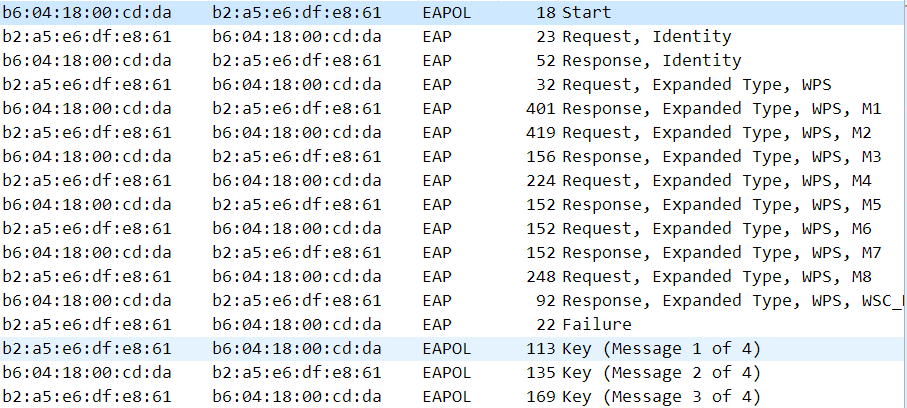 b6:04:18:00:cd:da b2:a5:e6:df:e8:61 EAPOL 18 Start
b2:a5:e6:df:e8:61 b6:04:18:00:cd:da EAP 23 Request, Identity
b6:04:18:00:cd:da b2:a5:e6:df:e8:61 EAP 52 Response, Identity
b2:a5:e6:df:e8:61 b6:04:18:00:cd:da EAP 32 Request, Expanded Type, WPS
b6:04:18:00:cd:da b2:a5:e6:df:e8:61 EAP 401 Response, Expanded Type, WPS, M1
b2:a5:e6:df:e8:61 b6:04:18:00:cd:da EAP 419 Request, Expanded Type, WPS, M2
b6:04:18:00:cd:da b2:a5:e6:df:e8:61 EAP 156 Response, Expanded Type, WPS, M3
b2:a5:e6:df:e8:61 b6:04:18:00:cd:da EAP 224 Request, Expanded Type, WPS, M4
b6:04:18:00:cd:da b2:a5:e6:df:e8:61 EAP 152 Response, Expanded Type, WPS, M5
b2:a5:e6:df:e8:61 b6:04:18:00:cd:da EAP 152 Request, Expanded Type, WPS, M6
b6:04:18:00:cd:da b2:a5:e6:df:e8:61 EAP 152 Response, Expanded Type, WPS, M7
b2:a5:e6:df:e8:61 b6:04:18:00:cd:da EAP 248 Request, Expanded Type, WPS, M8
b6:04:18:00:cd:da b2:a5:e6:df:e8:61 EAP 92 Response, Expanded Type, WPS, WSC_
b2:a5:e6:df:e8:61 b6:04:18:00:cd:da EAP 22 Failure
b2:a5:e6:df:e8:61 b6:04:18:00:cd:da EAPOL 113 Key (Message 1 of 4)
b6:04:18:00:cd:da b2:a5:e6:df:e8:61 EAPOL 135 Key (Message 2 of 4)
b2:a5:e6:df:e8:61 b6:04:18:00:cd:da EAPOL 169 Key (Message 3 of 4)